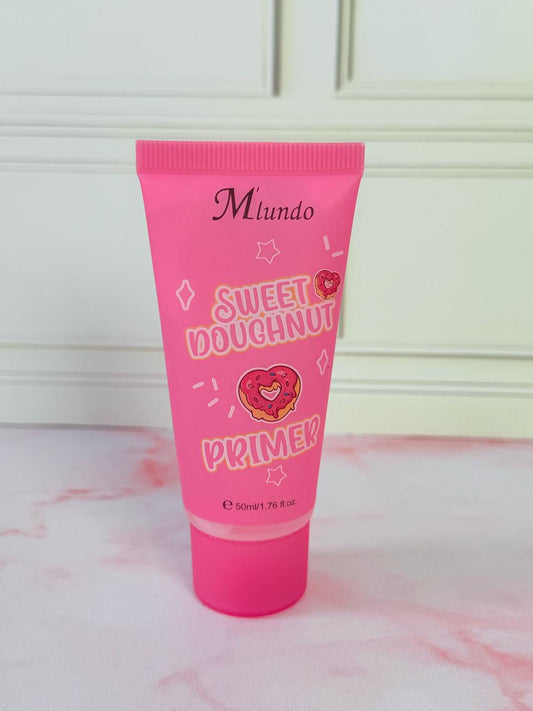 M'lundo
SWEET
DOUGHNUT
PRIMER
℮ 50ml/1.76 fl.oz.